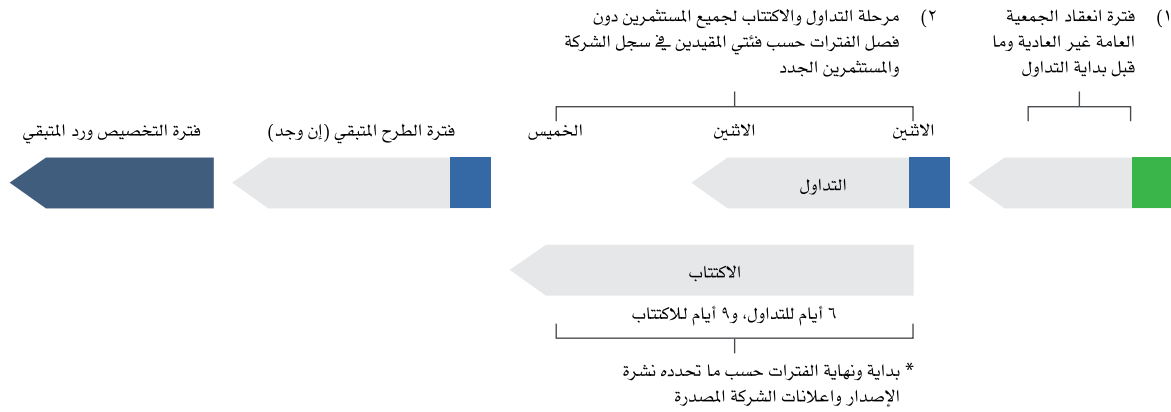 ١) فترة انعقاد الجمعية
العامة غير العادية وما
قبل بداية التداول
٢) مرحلة التداول والاكتتاب لجميع المستثمرين دون
فصل الفترات حسب فئتي المقيدين في سجل الشركة
والمستثمرين الجدد
الاثنين
الاثنين
الخميس
فترة الطرح المتبقي (إن وجد)
فترة التخصيص ورد المتبقي
التداول
الاكتتاب
٦ أيام للتداول، و٩ أيام للاكتتاب
* بداية ونهاية الفترات حسب ما تحدده نشرة
الإصدار واعلانات الشركة المصدرة